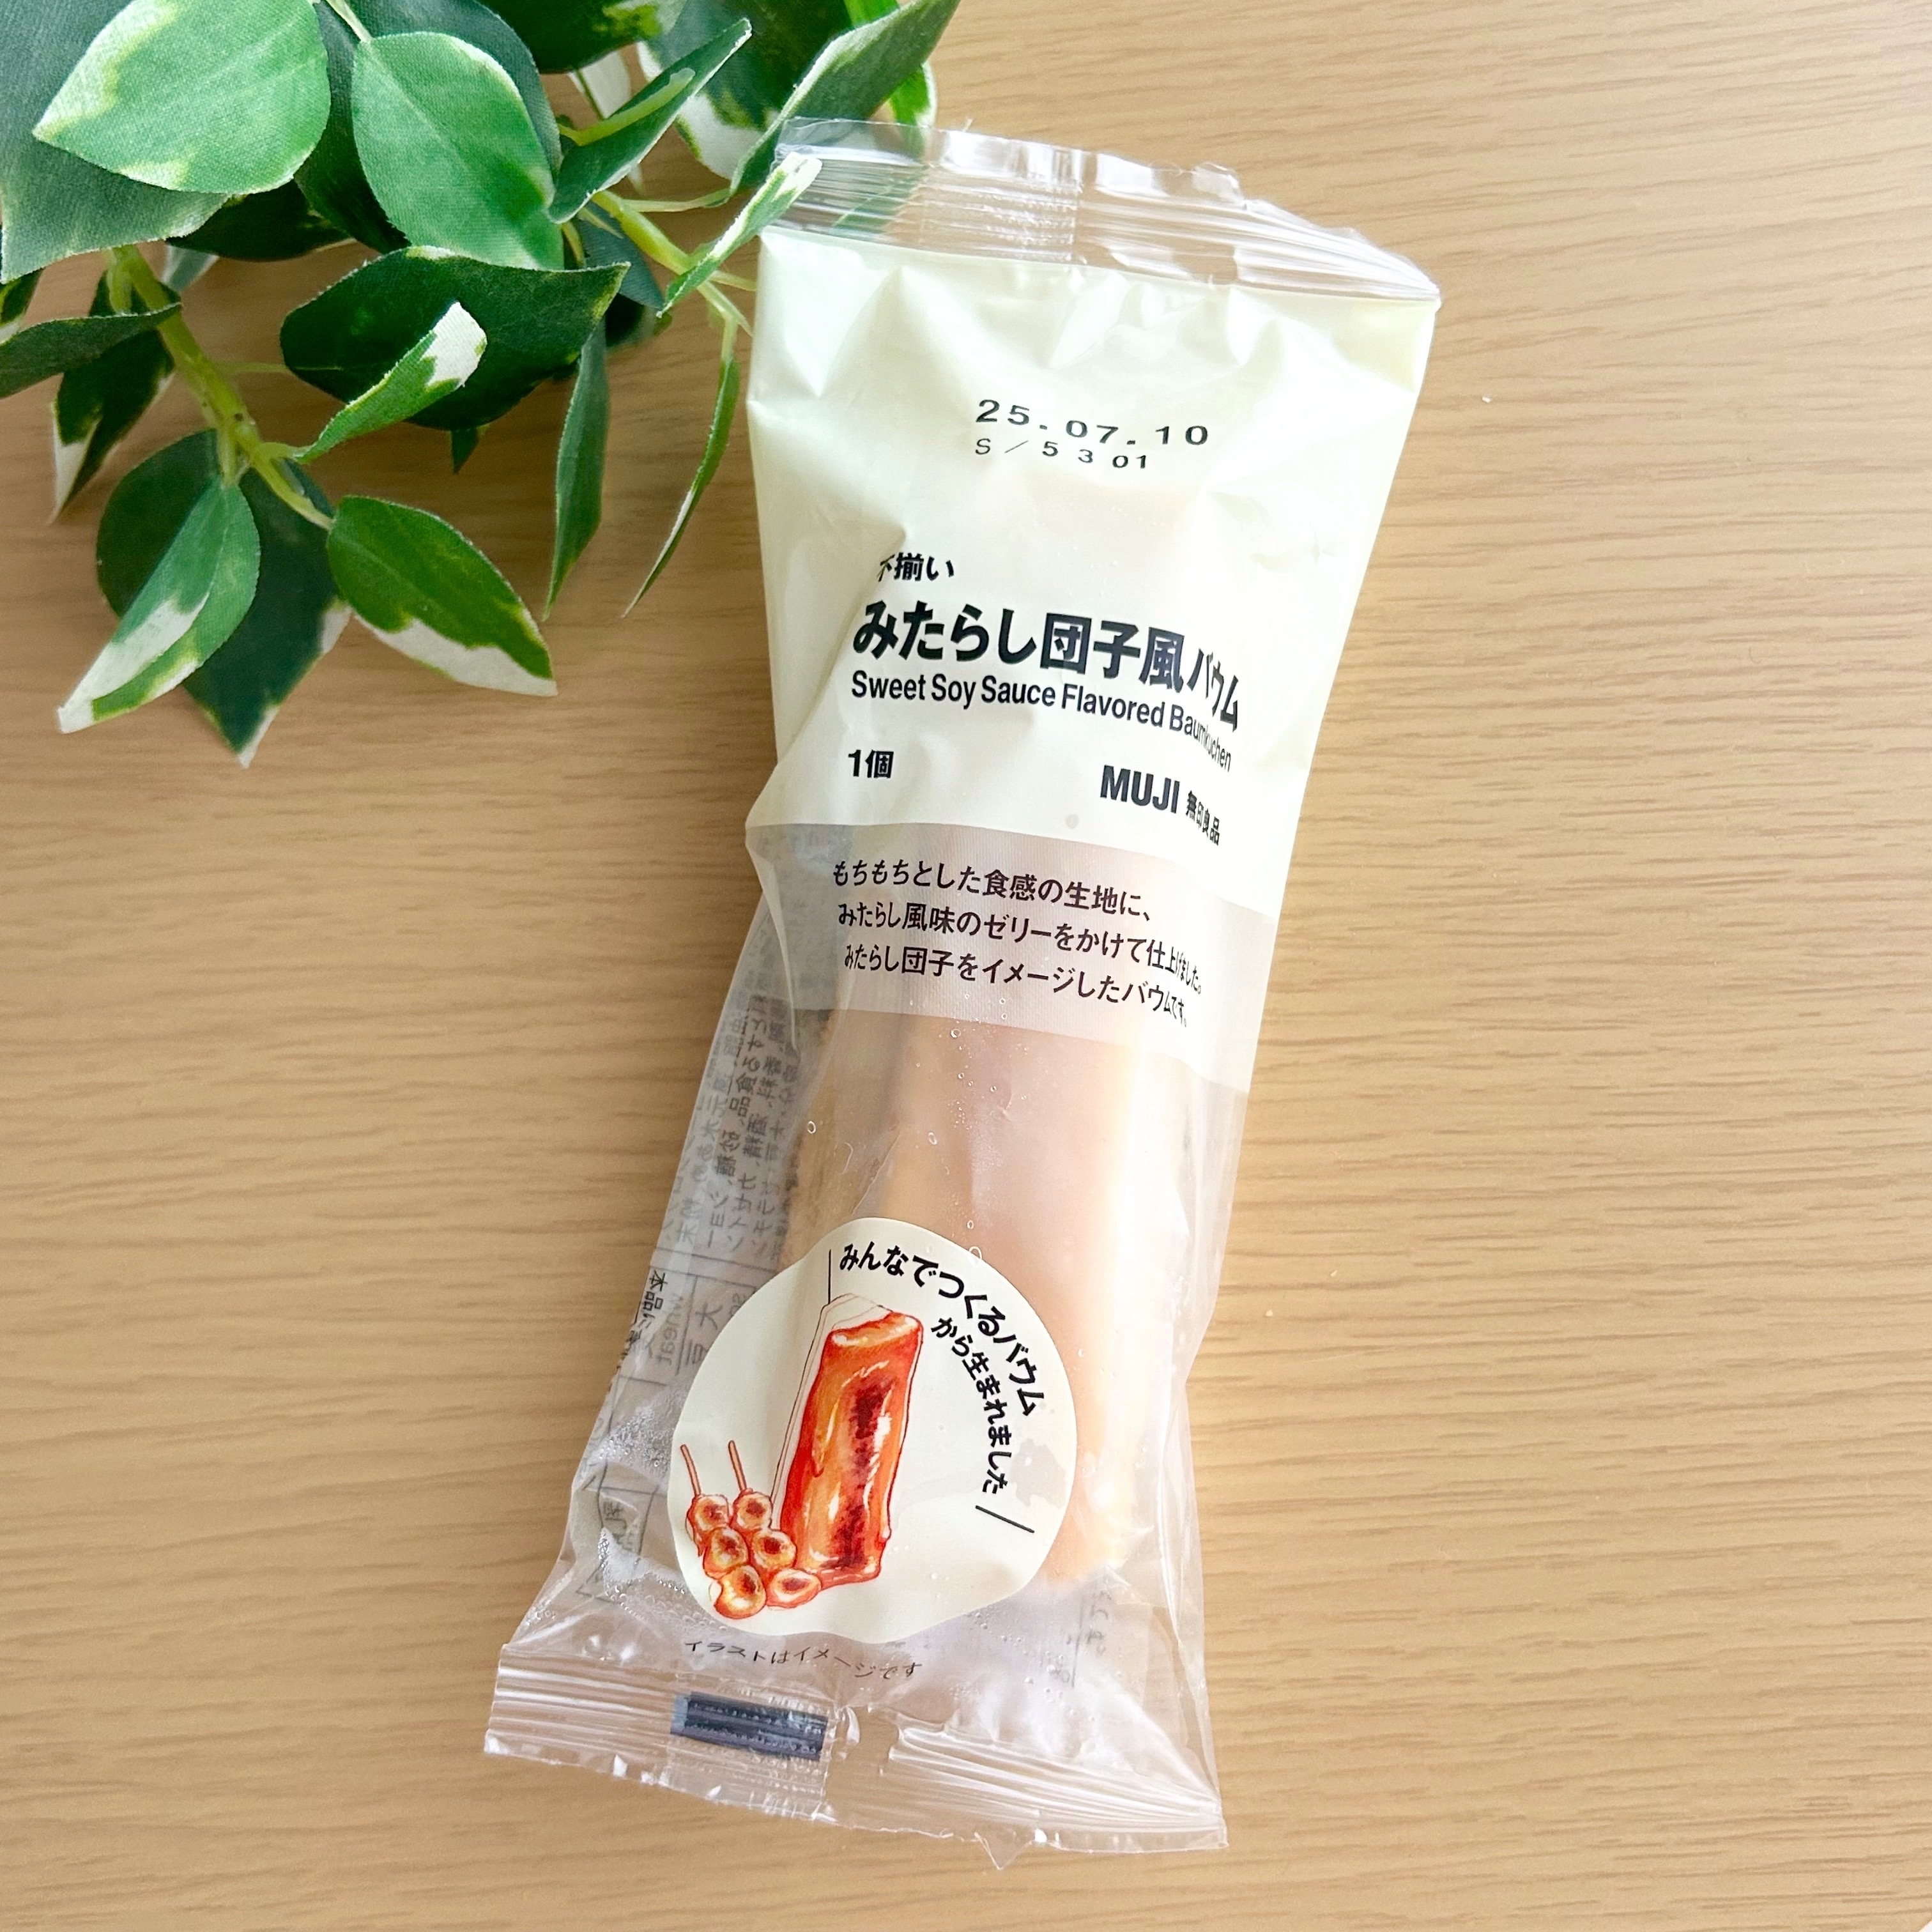 25.07.10
S/5301
不揃い
みたらし団子風バウム
Sweet Soy Sauce Flavored Baumkuchen
1個
MUJI 無印良品
もちもちとした食感の生地に、
みたらし風味のゼリーをかけて仕上げました。
みたらし団子をイメージしたバウムです。
みんなでつくるバウム
から生まれました
イラストはイメージです